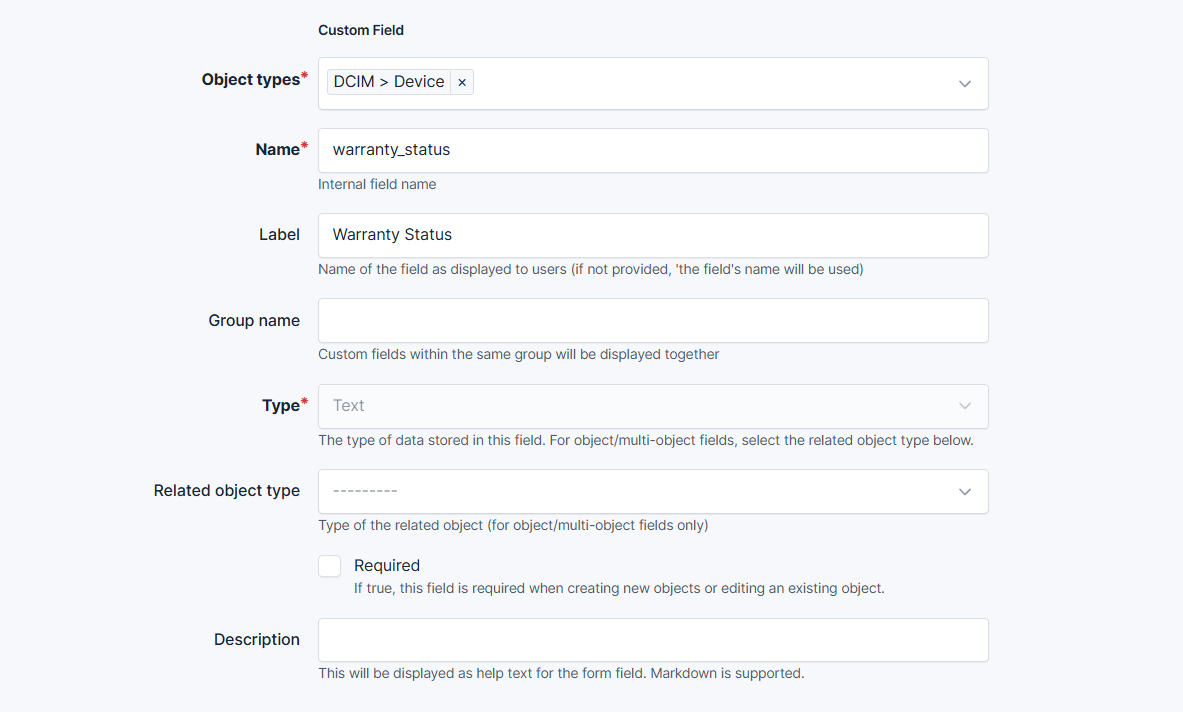 Custom Field
Object types*
DCIM > Device ×
Name*
warranty_status
Internal field name
Label
Warranty Status
Name of the field as displayed to users (if not provided, 'the field's name will be used)
Group name
Custom fields within the same group will be displayed together
Type*
Text
The type of data stored in this field. For object/multi-object fields, select the related object type below.
Related object type
---------
Type of the related object (for object/multi-object fields only)
Required
If true, this field is required when creating new objects or editing an existing object.
Description
This will be displayed as help text for the form field. Markdown is supported.